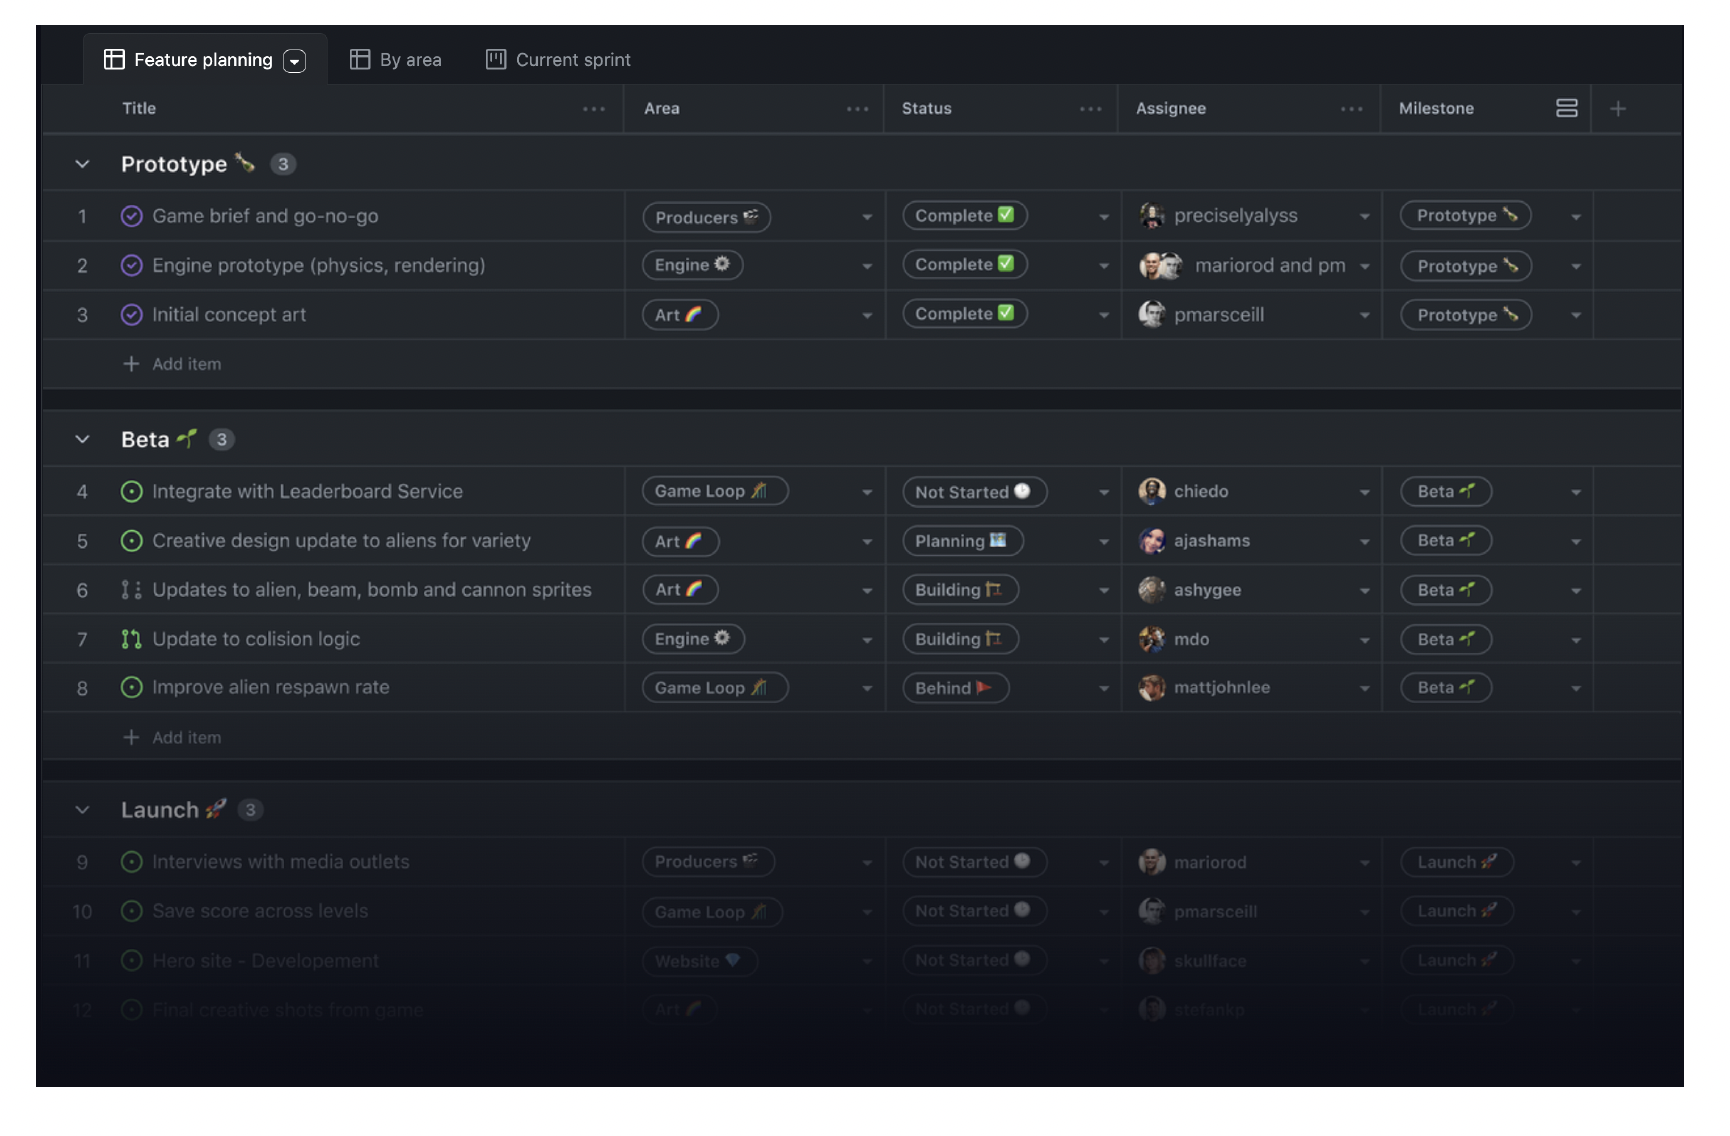 Feature planning By area Current sprint
Title Area Status Assignee Milestone
Prototype 3
1 Game brief and go-no-go Producers Complete preciselyalyss Prototype
2 Engine prototype (physics, rendering) Engine Complete mariorod and pm Prototype
3 Initial concept art Art Complete pmarsceill Prototype
Add item
Beta 3
4 Integrate with Leaderboard Service Game Loop Not Started chiedo Beta
5 Creative design update to aliens for variety Art Planning ajashams Beta
6 Updates to alien, beam, bomb and cannon sprites Art Building ashygee Beta
7 Update to colision logic Engine Building mdo Beta
8 Improve alien respawn rate Game Loop Behind mattjohnlee Beta
Add item
Launch 3
9 Interviews with media outlets Producers Not Started mariorod Launch
10 Save score across levels Game Loop Not Started pmarsceill Launch
11 Hero site - Developement Website Not Started skullface Launch
12 Final creative shots from game Art Not Started stefankp Launch